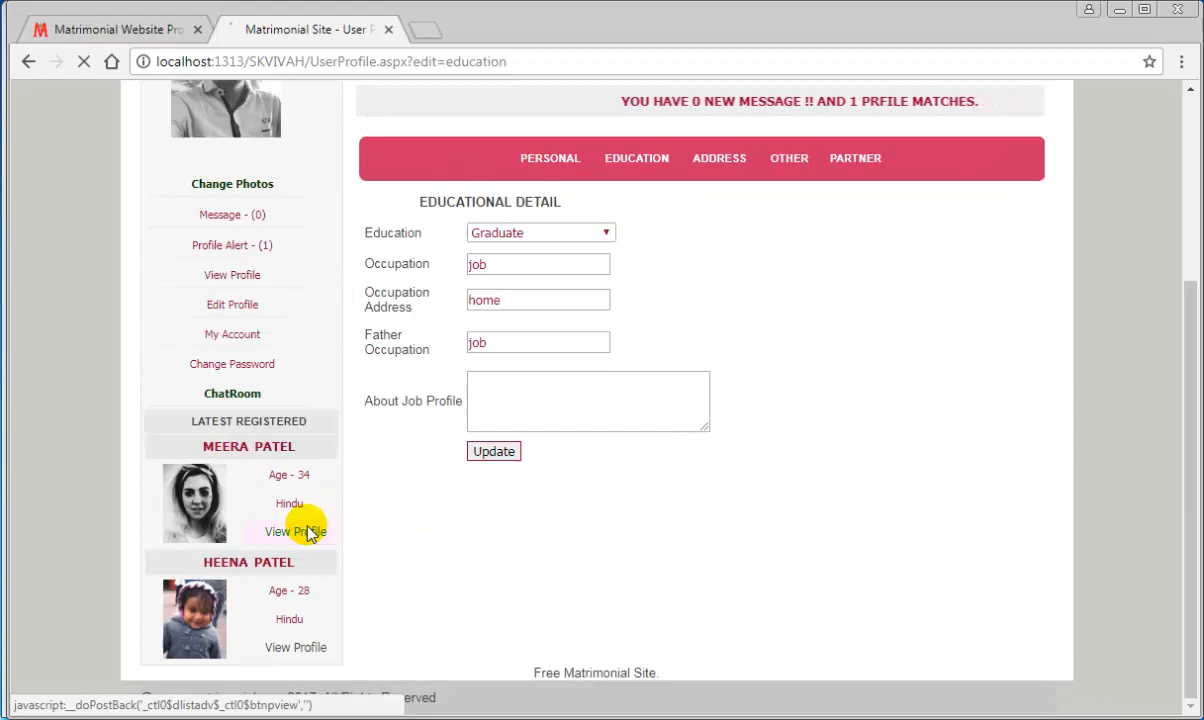 Matrimonial Website Pro
Matrimonial Site - User P
localhost:1313/SKVIVAH/UserProfile.aspx?edit=education
YOU HAVE 0 NEW MESSAGE !! AND 1 PRFILE MATCHES.
PERSONAL EDUCATION ADDRESS OTHER PARTNER
Change Photos
Message - (0)
Profile Alert - (1)
View Profile
Edit Profile
My Account
Change Password
ChatRoom
LATEST REGISTERED
MEERA PATEL
Age - 34
Hindu
View Profile
HEENA PATEL
Age - 28
Hindu
View Profile
EDUCATIONAL DETAIL
Education Graduate
Occupation job
Occupation
Address home
Father
Occupation job
About Job Profile
Update
Free Matrimonial Site.
Reserved
javascript:__doPostBack('_ctl0$dlistadv$_ctl0$btnpview','')